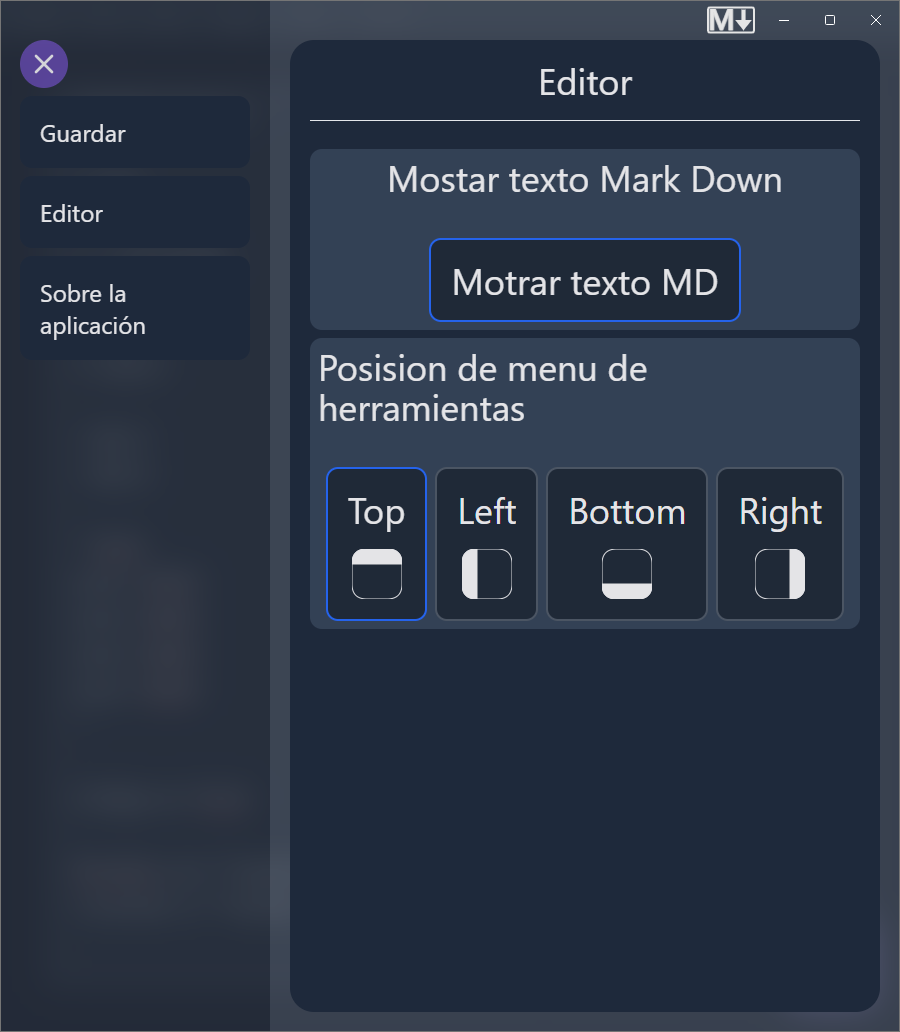 M↓
Guardar
Editor
Sobre la
aplicación
Editor
Mostar texto Mark Down
Motrar texto MD
Posision de menu de
herramientas
Top
Left
Bottom
Right